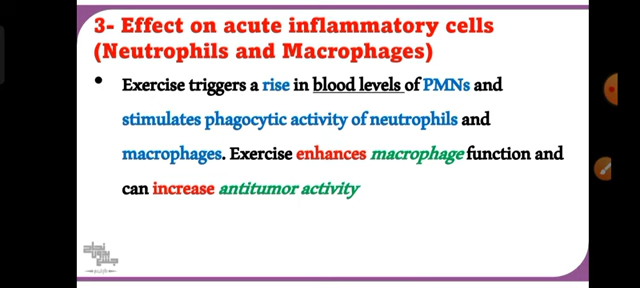 3- Effect on acute inflammatory cells
(Neutrophils and Macrophages)
• Exercise triggers a rise in blood levels of PMNs and
stimulates phagocytic activity of neutrophils and
macrophages. Exercise enhances macrophage function and
can increase antitumor activity